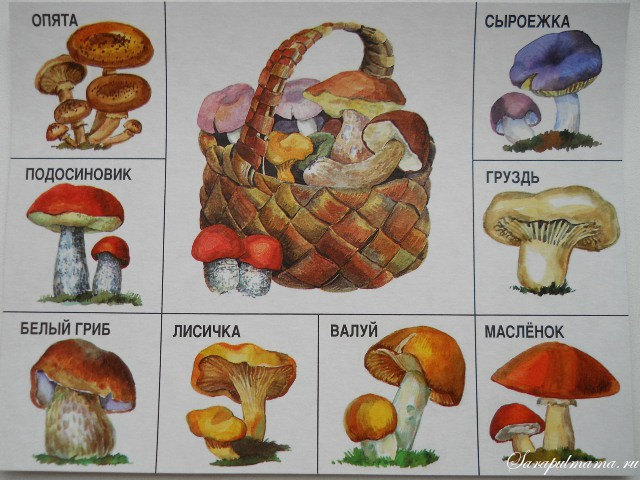 ОПЯТА
СЫРОЕЖКА
ПОДОСИНОВИК
ГРУЗДЬ
БЕЛЫЙ ГРИБ
ЛИСИЧКА
ВАЛУЙ
МАСЛЁНОК
Sarapulmama.ru